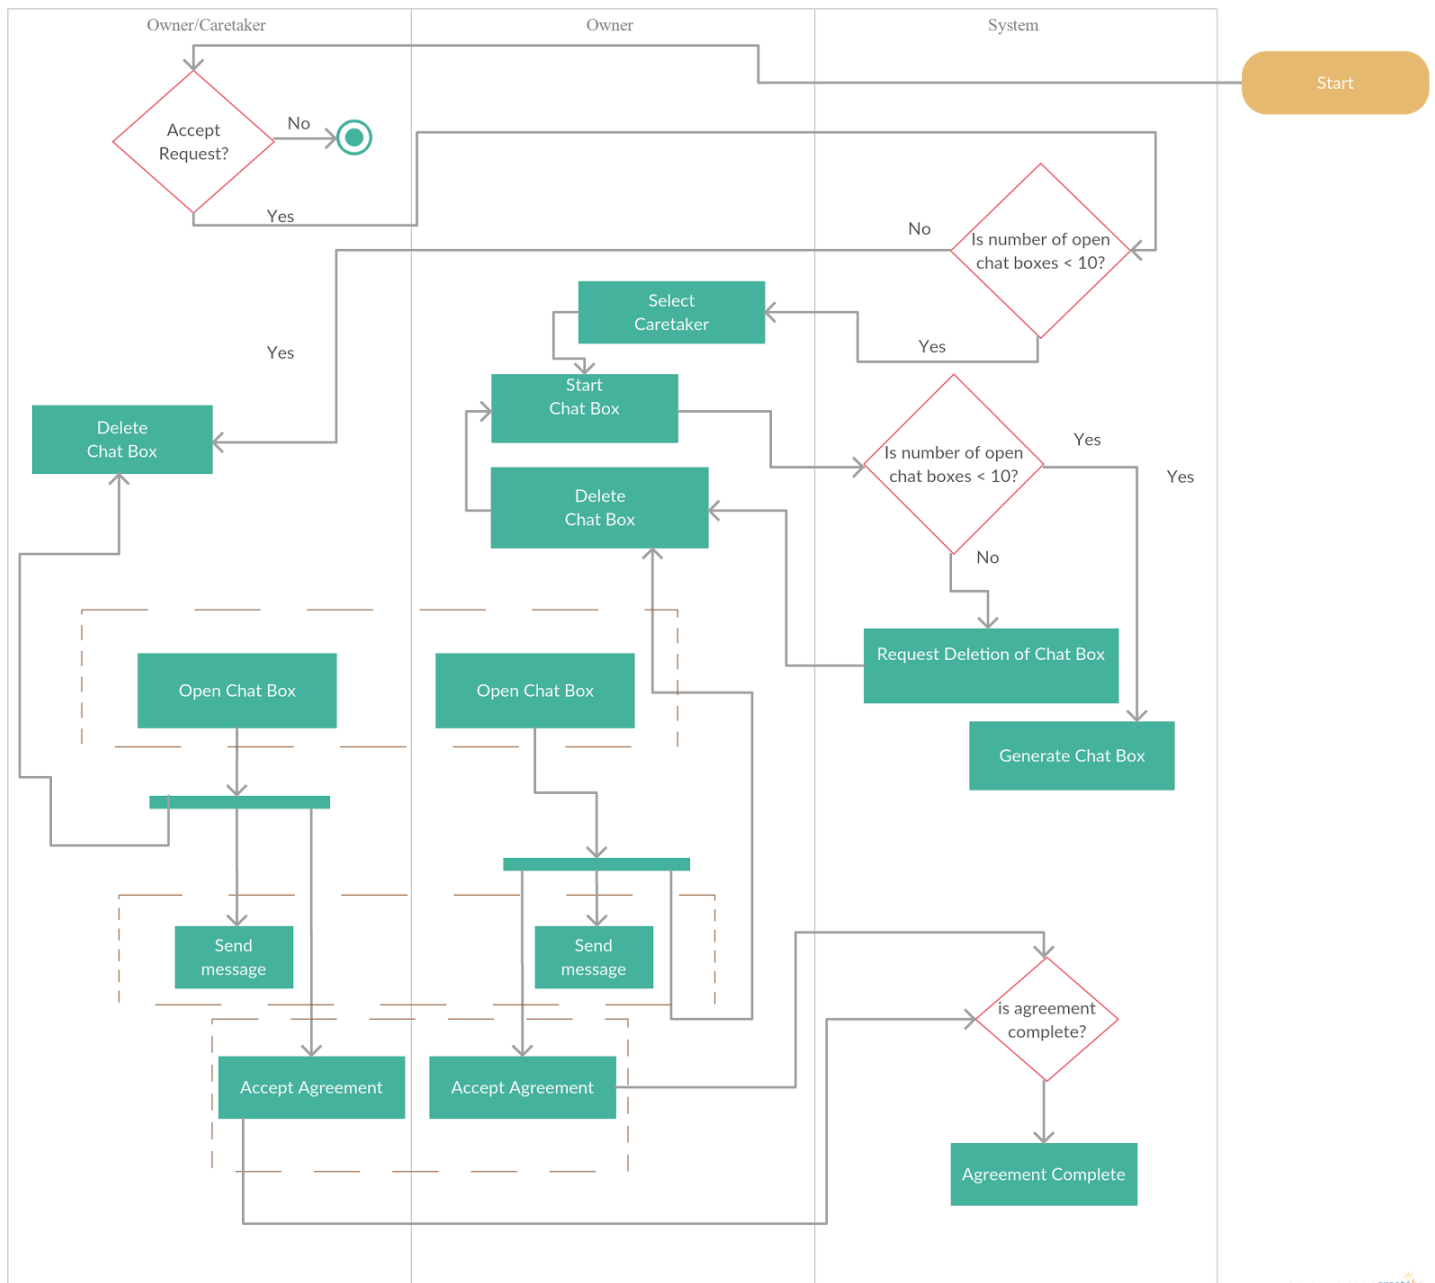 Owner/Caretaker
Owner
System
Start
Accept
Request?
No
Yes
No
Is number of open
chat boxes < 10?
Select
Caretaker
Yes
Yes
Start
Chat Box
Delete
Chat Box
Is number of open
chat boxes < 10?
Yes
Yes
Delete
Chat Box
No
Request Deletion of Chat Box
Open Chat Box
Open Chat Box
Generate Chat Box
Send
message
Send
message
is agreement
complete?
Accept Agreement
Accept Agreement
Agreement Complete